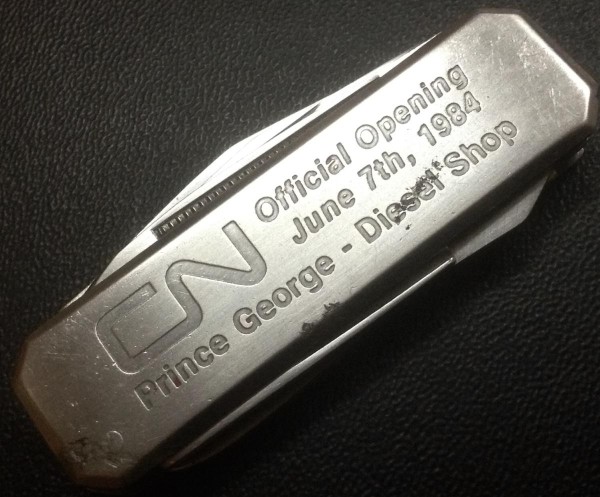 CN
Official Opening
June 7th, 1984
Prince George - Diesel Shop